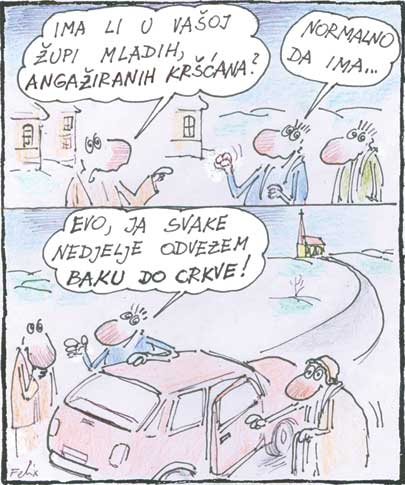 IMA LI U VAŠOJ
ŽUPI MLADIH,
ANGAŽIRANIH KRŠĆANA?
NORMALNO
DA IMA...
EVO, JA SVAKE
NEDJELJE ODVEZEM
BAKU DO CRKVE!
Felix